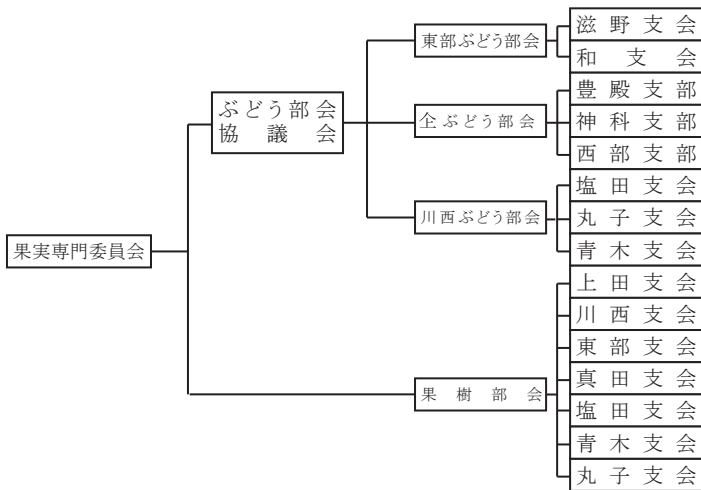 果実専門委員会
ぶどう部会
協議会
東部ぶどう部会
滋野支会
和支会
全ぶどう部会
豊殿支部
神科支部
西部支部
川西ぶどう部会
塩田支会
丸子支会
青木支会
果樹部会
上田支会
川西支会
東部支会
真田支会
塩田支会
青木支会
丸子支会